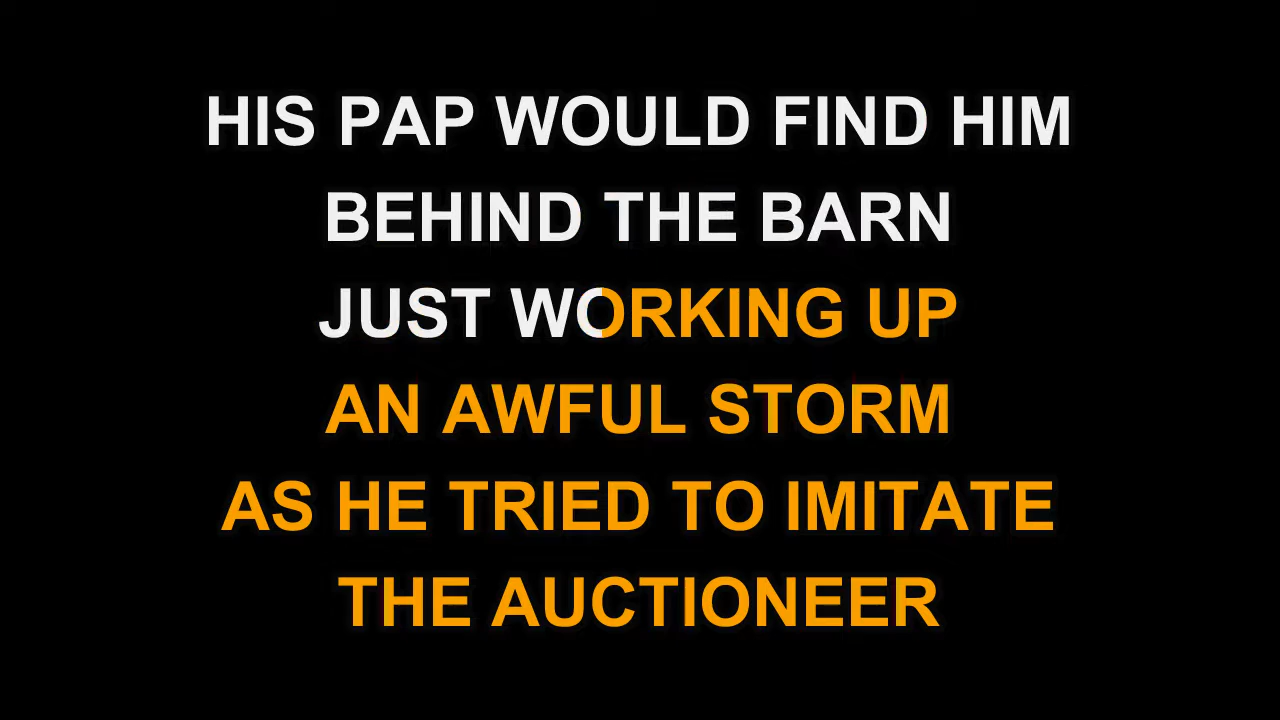 HIS PAP WOULD FIND HIM
BEHIND THE BARN
JUST WORKING UP
AN AWFUL STORM
AS HE TRIED TO IMITATE
THE AUCTIONEER